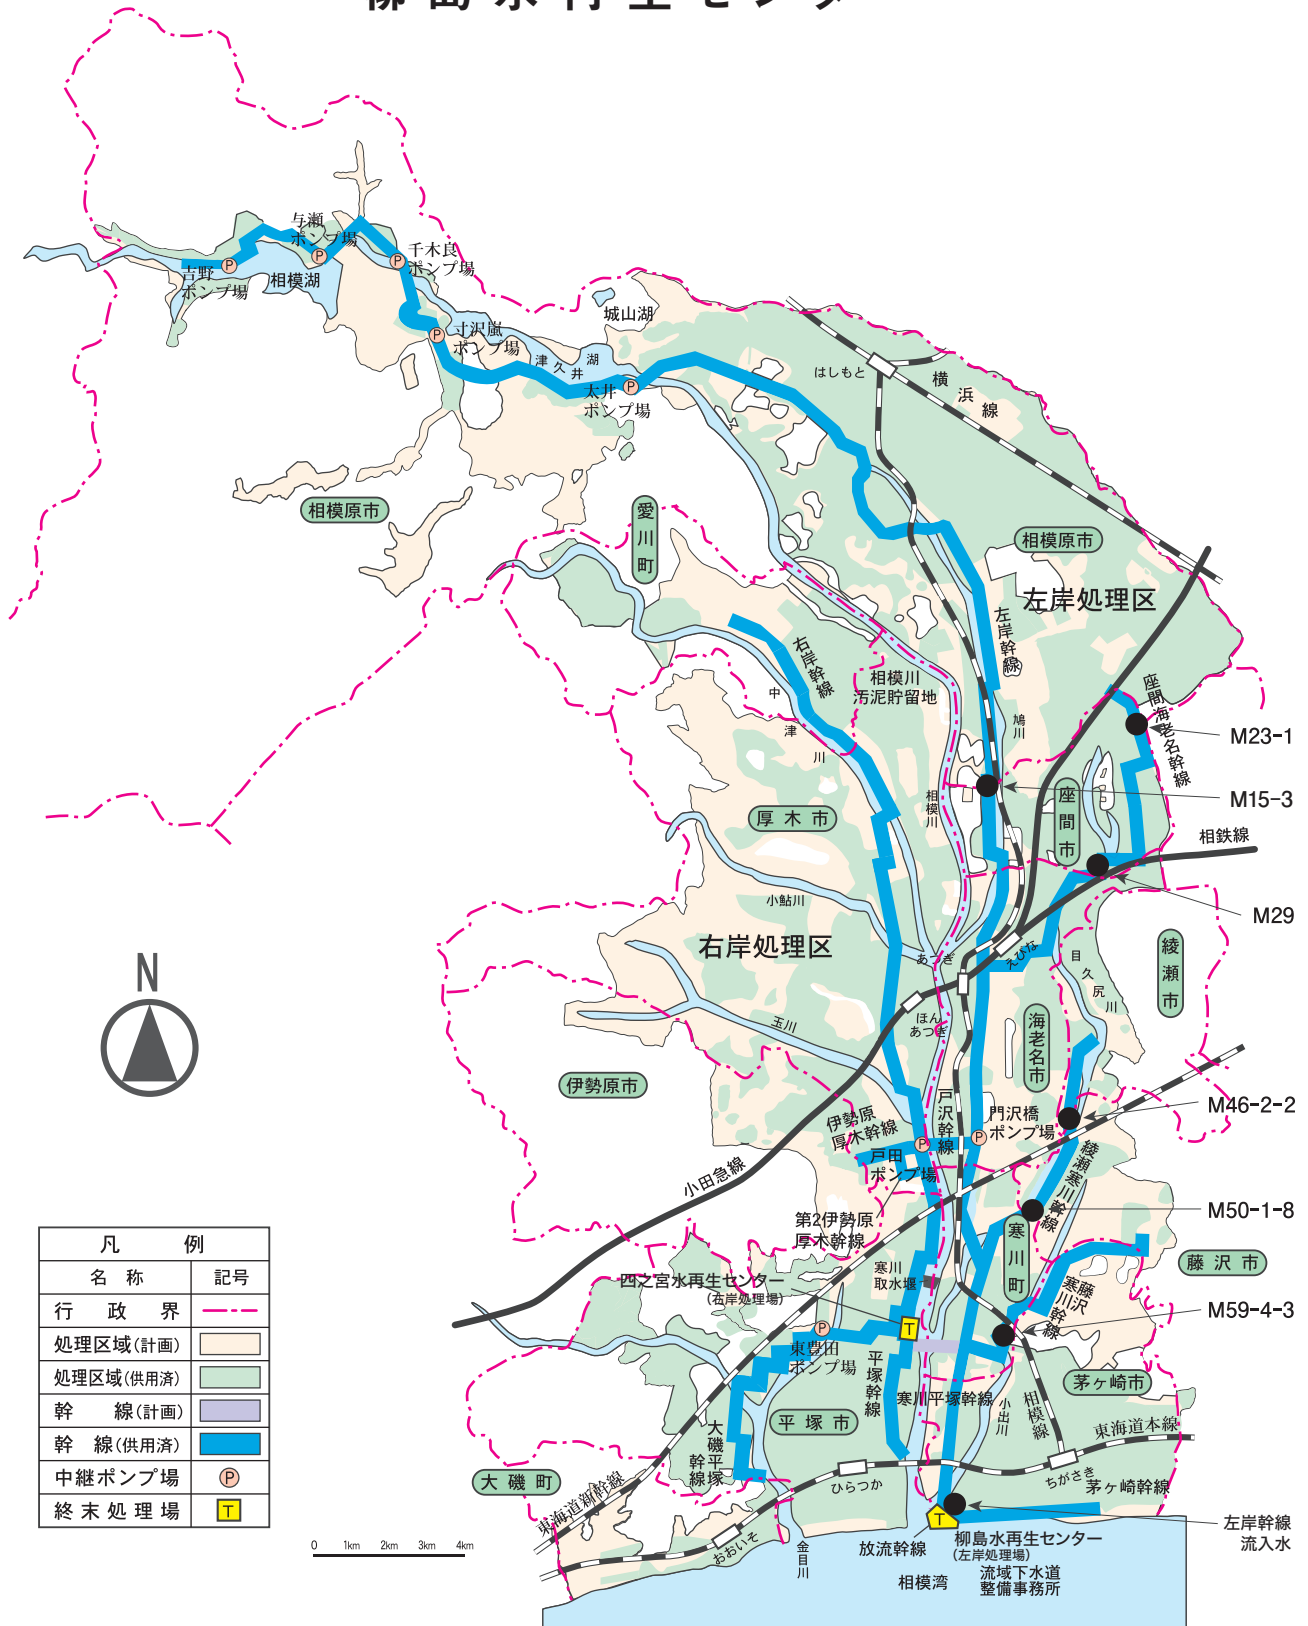 柳島水再生センター
与瀬
ポンプ場
千木良
ポンプ場
吉野
ポンプ場
相模湖
寸沢嵐
ポンプ場
城山湖
津久井湖
太井
ポンプ場
はしもと
横浜線
相模原市
愛川町
相模原市
左岸処理区
左岸幹線
右岸幹線
相模川
汚泥貯留地
中津川
鳩川
座間海老名幹線
M23-1
M15-3
座間市
相模川
厚木市
相鉄線
小鮎川
M29
右岸処理区
あつぎ
えびな
目久尻川
綾瀬市
N
玉川
ほん
あつぎ
海老名市
伊勢原市
戸沢幹線
門沢橋
ポンプ場
M46-2-2
伊勢原
厚木幹線
戸田
ポンプ場
小田急線
綾瀬寒川幹線
第2伊勢原
厚木幹線
M50-1-8
寒川町
寒川
取水堰
四之宮水再生センター
(右岸処理場)
藤沢市
藤沢
寒川幹線
M59-4-3
T
東豊田
ポンプ場
平塚幹線
寒川平塚幹線
小出川
相模線
茅ヶ崎市
平塚市
大磯平塚
幹線
東海道本線
大磯町
東海道新幹線
ひらつか
ちがさき
茅ヶ崎幹線
おおいそ
金目川
放流幹線
T
柳島水再生センター
(左岸処理場)
流域下水道
整備事務所
相模湾
左岸幹線
流入水
凡例
名称 記号
行政界
処理区域(計画)
処理区域(供用済)
幹線(計画)
幹線(供用済)
中継ポンプ場 P
終末処理場 T
0 1km 2km 3km 4km